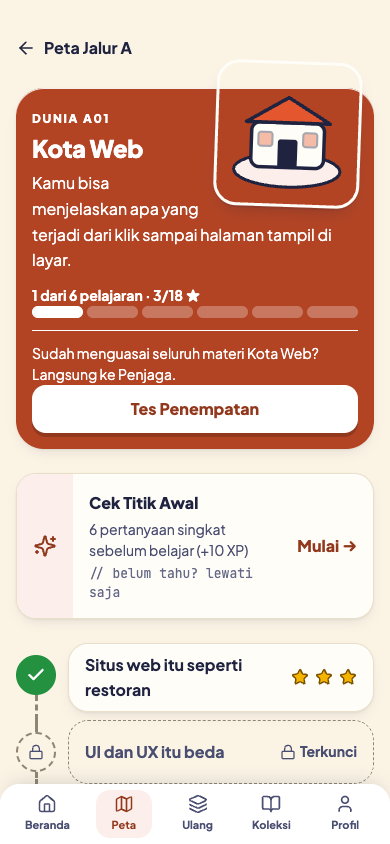 Peta Jalur A
DUNIA A01
Kota Web
Kamu bisa
menjelaskan apa yang
terjadi dari klik sampai halaman tampil di
layar.
1 dari 6 pelajaran · 3/18 ★
Sudah menguasai seluruh materi Kota Web?
Langsung ke Penjaga.
Tes Penempatan
Cek Titik Awal
6 pertanyaan singkat
sebelum belajar (+10 XP)
// belum tahu? lewati
saja
Mulai →
Situs web itu seperti
restoran
UI dan UX itu beda
Terkunci
Beranda
Peta
Ulang
Koleksi
Profil